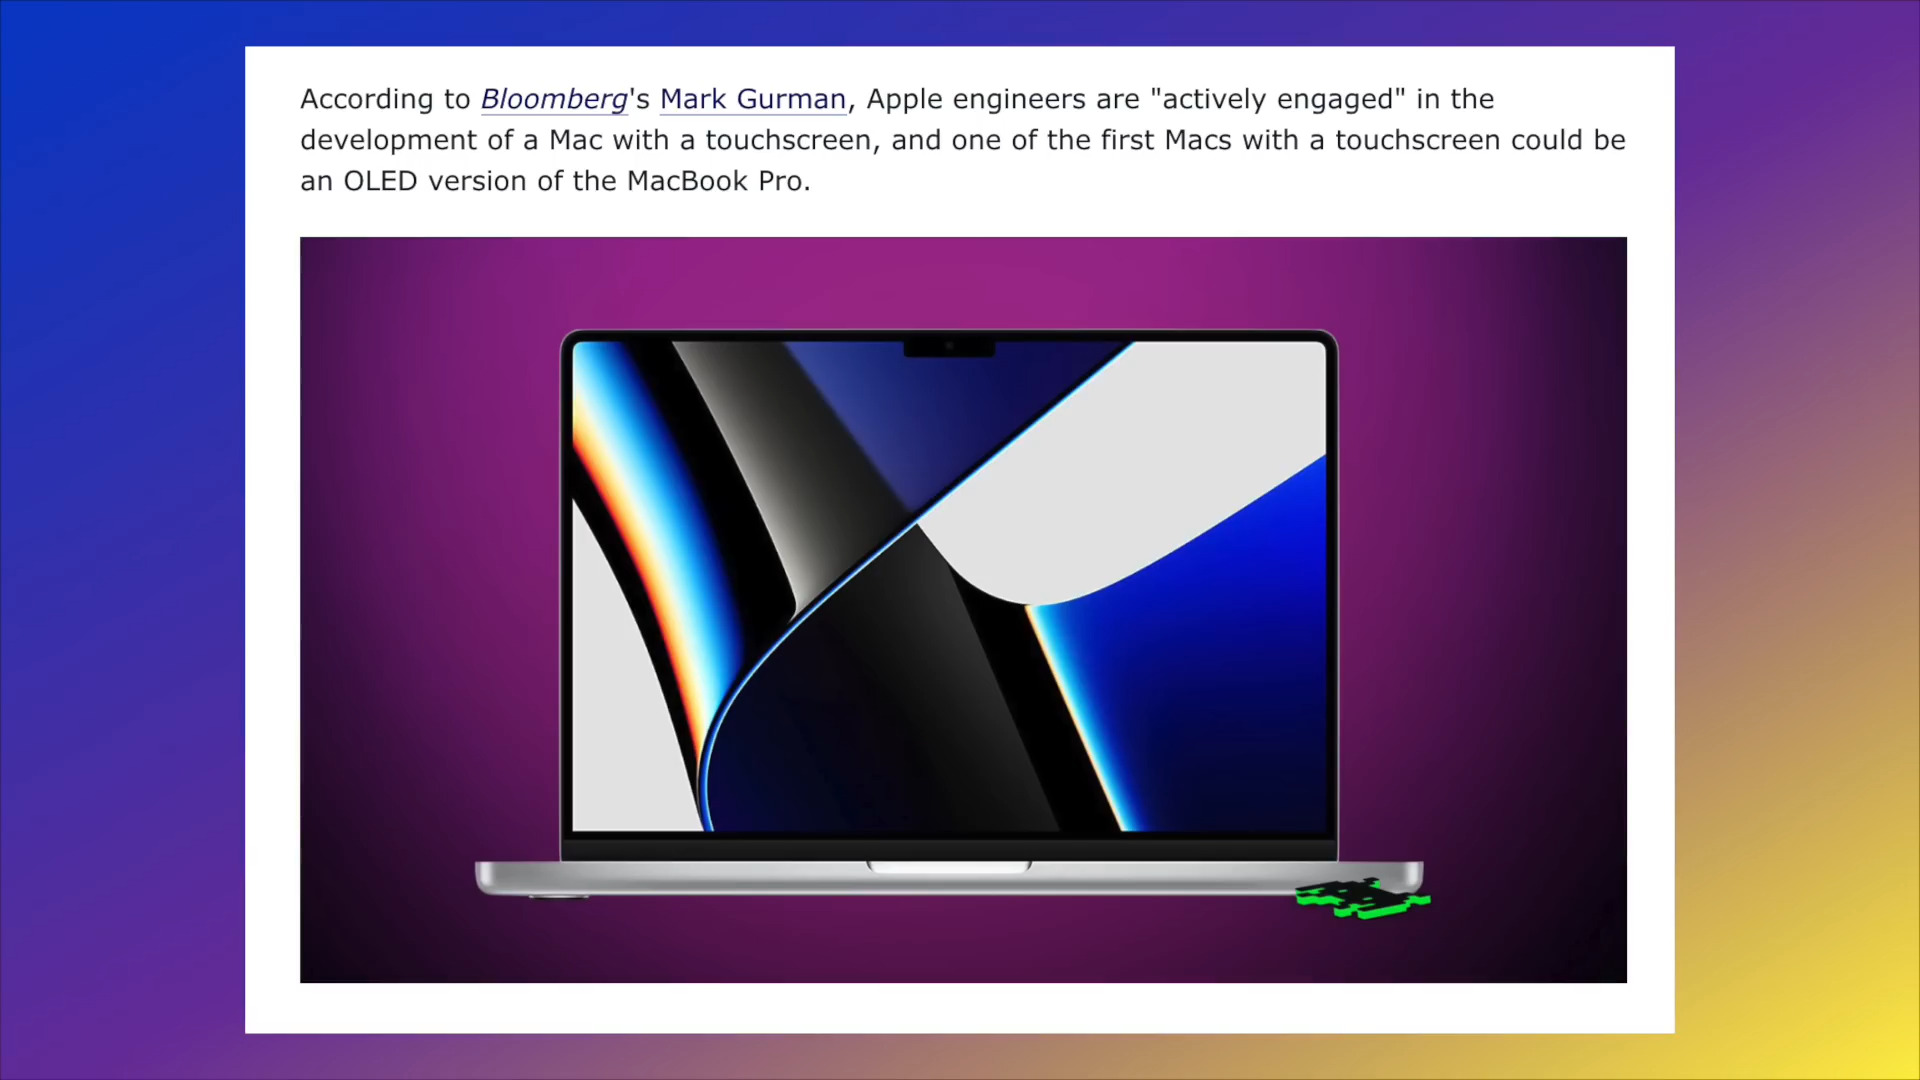 According to Bloomberg's Mark Gurman, Apple engineers are "actively engaged" in the
development of a Mac with a touchscreen, and one of the first Macs with a touchscreen could be
an OLED version of the MacBook Pro.